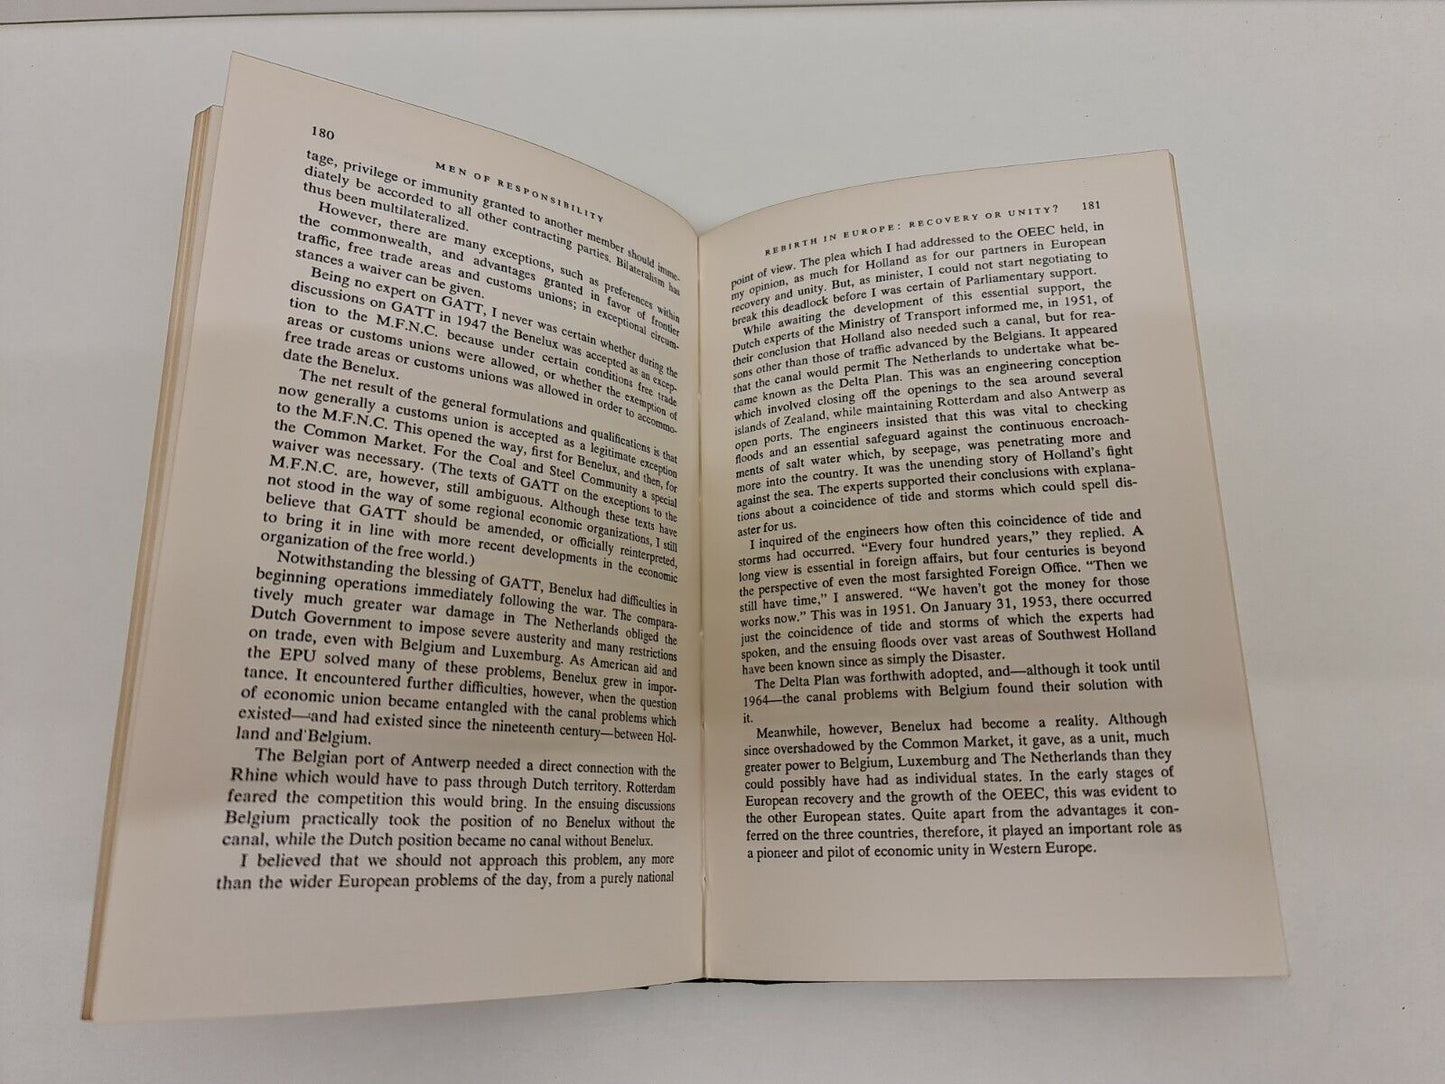 180
MEN OF RESPONSIBILITY
tage, privilege or immunity granted to another member should imme-
diately be accorded to all other contracting parties. Bilateralism has
thus been multilateralized.
However, there are many exceptions, such as preferences within
the commonwealth, and advantages granted in favor of frontier
traffic, free trade areas and customs unions; in exceptional circum-
stances a waiver can be given.
Being no expert on GATT, I never was certain whether during the
discussions on GATT in 1947 the Benelux was accepted as an excep-
tion to the M.F.N.C. because under certain conditions free trade
areas or customs unions were allowed, or whether the exemption of
free trade areas or customs unions was allowed in order to accommo-
date the Benelux.
The net result of the general formulations and qualifications is that
now generally a customs union is accepted as a legitimate exception
to the M.F.N.C. This opened the way, first for Benelux, and then, for
the Common Market. For the Coal and Steel Community a special
waiver was necessary. (The texts of GATT on the exceptions to the
M.F.N.C. are, however, still ambiguous. Although these texts have
not stood in the way of some regional economic organizations, I still
believe that GATT should be amended, or officially reinterpreted,
to bring it in line with more recent developments in the economic
organization of the free world.)
Notwithstanding the blessing of GATT, Benelux had difficulties in
beginning operations immediately following the war. The compara-
tively much greater war damage in The Netherlands obliged the
Dutch Government to impose severe austerity and many restrictions
on trade, even with Belgium and Luxemburg. As American aid and
the EPU solved many of these problems, Benelux grew in impor-
tance. It encountered further difficulties, however, when the question
of economic union became entangled with the canal problems which
existed—and had existed since the nineteenth century—between Hol-
land and Belgium.
The Belgian port of Antwerp needed a direct connection with the
Rhine which would have to pass through Dutch territory. Rotterdam
feared the competition this would bring. In the ensuing discussions
Belgium practically took the position of no Benelux without the
canal, while the Dutch position became no canal without Benelux.
I believed that we should not approach this problem, any more
than the wider European problems of the day, from a purely national
REBIRTH IN EUROPE: RECOVERY OR UNITY? 181
point of view. The plea which I had addressed to the OEEC held, in
my opinion, as much for Holland as for our partners in European
recovery and unity. But, as minister, I could not start negotiating to
break this deadlock before I was certain of Parliamentary support.
While awaiting the development of this essential support, the
Dutch experts of the Ministry of Transport informed me, in 1951, of
their conclusion that Holland also needed such a canal, but for rea-
sons other than those of traffic advanced by the Belgians. It appeared
that the canal would permit The Netherlands to undertake what be-
came known as the Delta Plan. This was an engineering conception
which involved closing off the openings to the sea around several
islands of Zealand, while maintaining Rotterdam and also Antwerp as
open ports. The engineers insisted that this was vital to checking
floods and an essential safeguard against the continuous encroach-
ments of salt water which, by seepage, was penetrating more and
more into the country. It was the unending story of Holland's fight
against the sea. The experts supported their conclusions with explana-
tions about a coincidence of tide and storms which could spell dis-
aster for us.
I inquired of the engineers how often this coincidence of tide and
storms had occurred. "Every four hundred years," they replied. A
long view is essential in foreign affairs, but four centuries is beyond
the perspective of even the most farsighted Foreign Office. "Then we
still have time," I answered. "We haven't got the money for those
works now." This was in 1951. On January 31, 1953, there occurred
just the coincidence of tide and storms of which the experts had
spoken, and the ensuing floods over vast areas of Southwest Holland
have been known since as simply the Disaster.
The Delta Plan was forthwith adopted, and—although it took until
1964—the canal problems with Belgium found their solution with
it.
Meanwhile, however, Benelux had become a reality. Although
since overshadowed by the Common Market, it gave, as a unit, much
greater power to Belgium, Luxemburg and The Netherlands than they
could possibly have had as individual states. In the early stages of
European recovery and the growth of the OEEC, this was evident to
the other European states. Quite apart from the advantages it con-
ferred on the three countries, therefore, it played an important role as
a pioneer and pilot of economic unity in Western Europe.